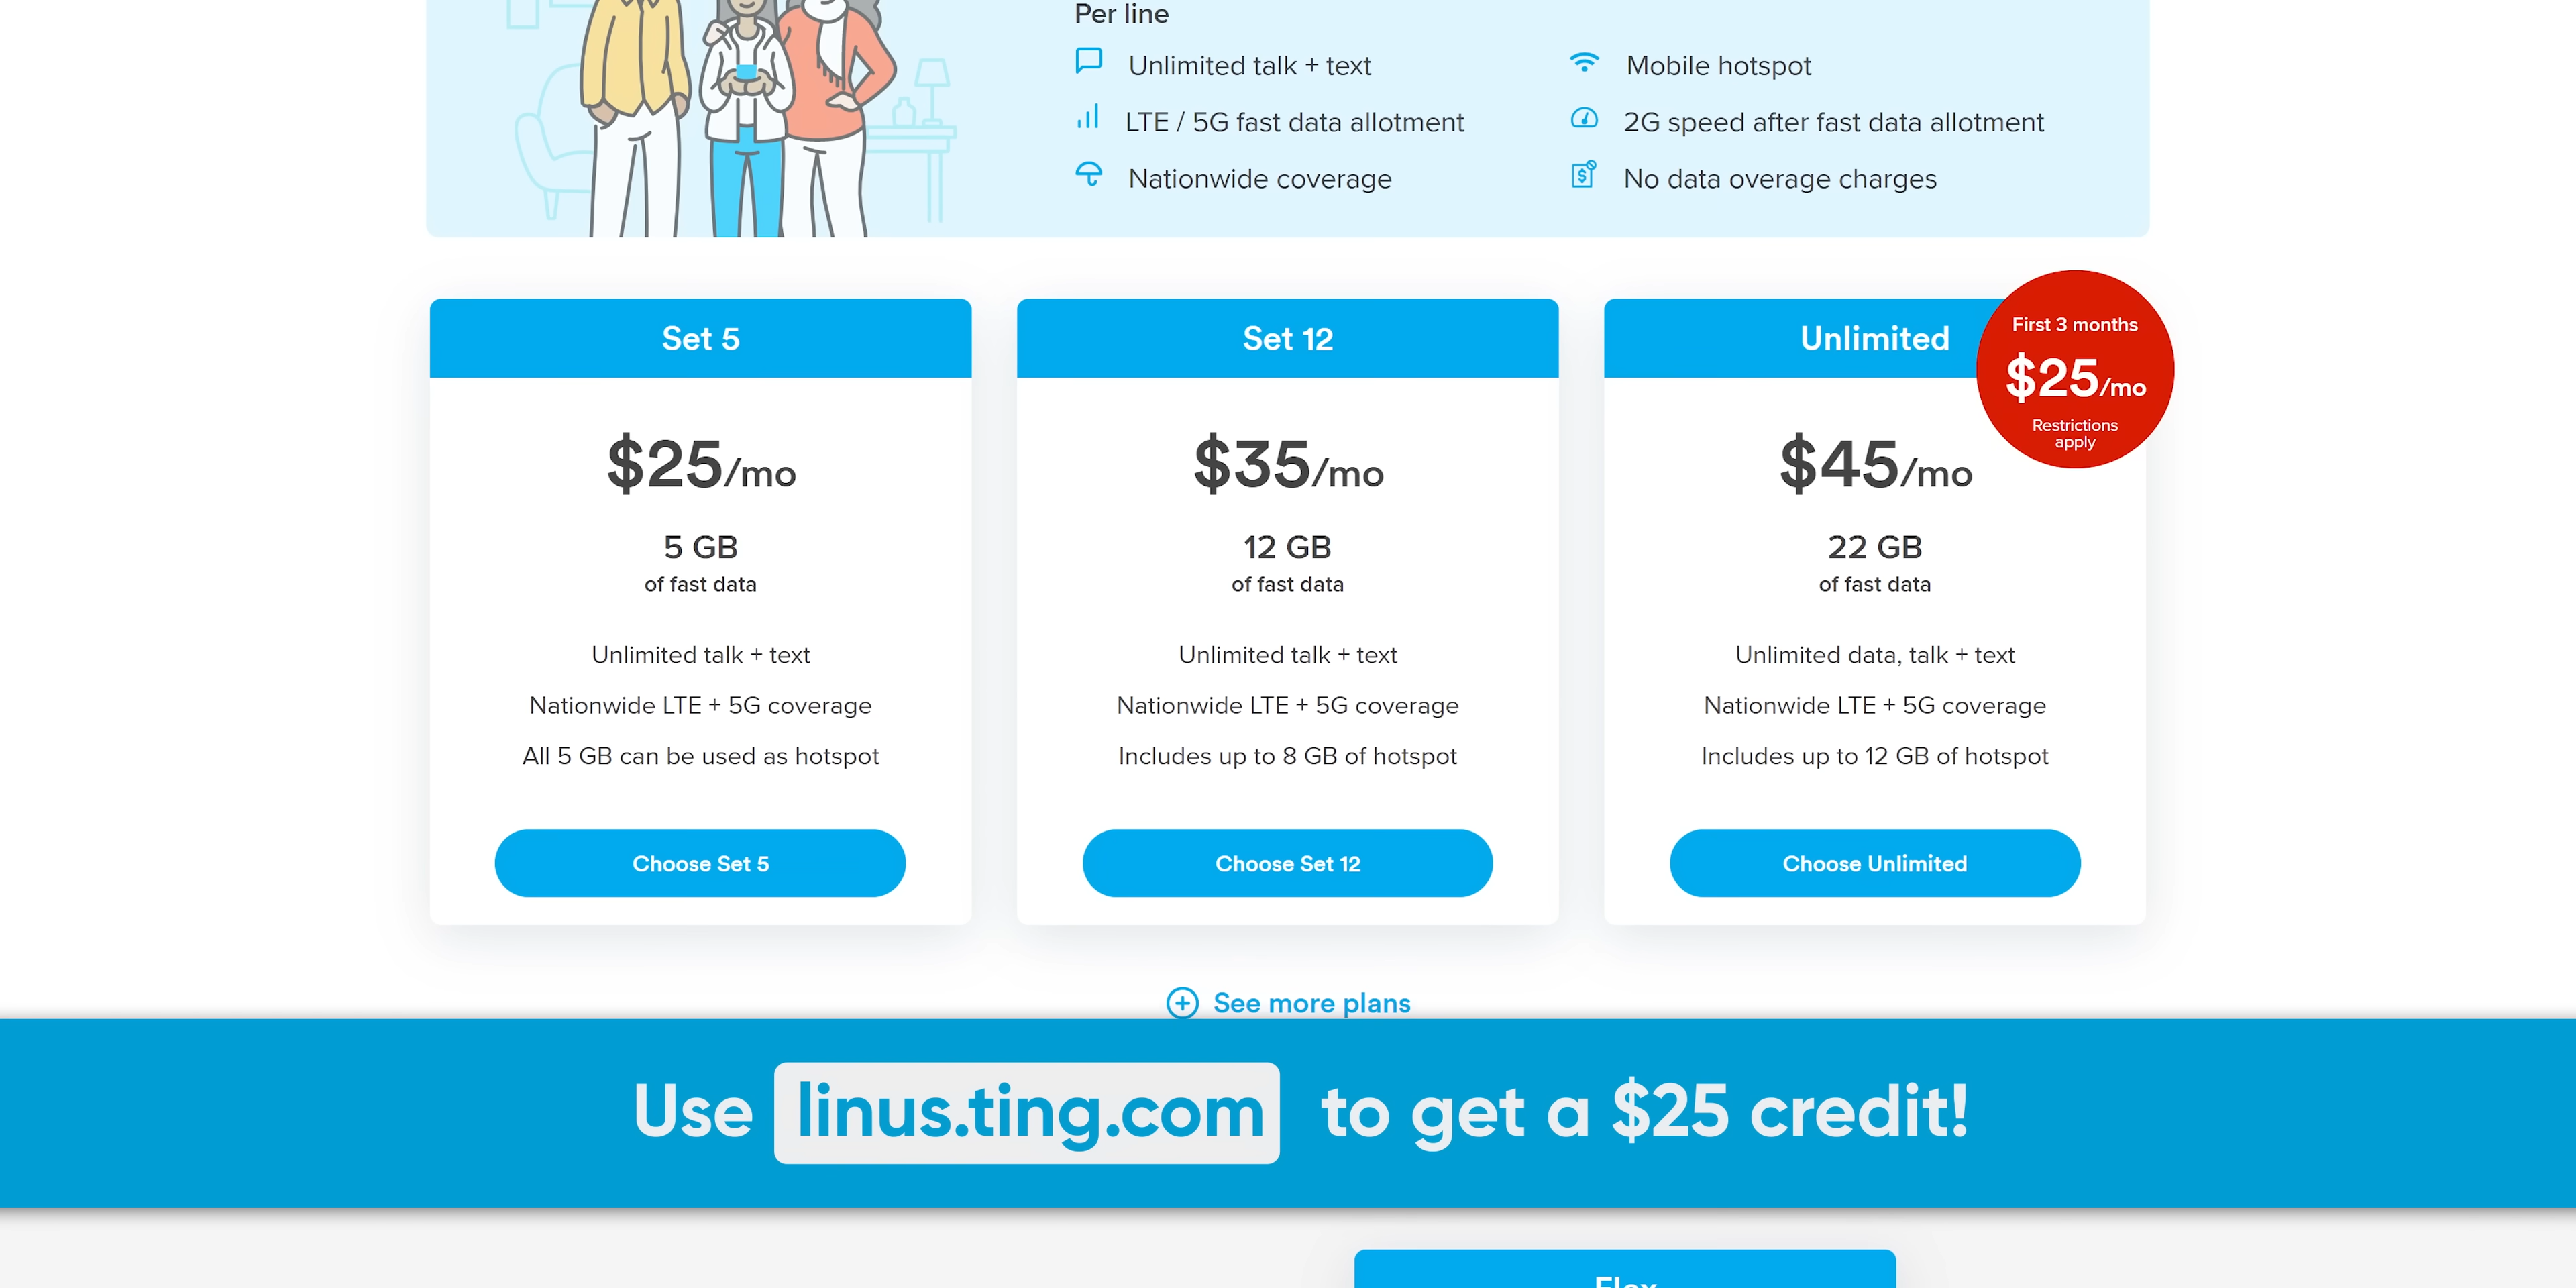 Per line
Unlimited talk + text
Mobile hotspot
LTE / 5G fast data allotment
2G speed after fast data allotment
Nationwide coverage
No data overage charges
Set 5
$25/mo
5 GB
of fast data
Unlimited talk + text
Nationwide LTE + 5G coverage
All 5 GB can be used as hotspot
Choose Set 5
Set 12
$35/mo
12 GB
of fast data
Unlimited talk + text
Nationwide LTE + 5G coverage
Includes up to 8 GB of hotspot
Choose Set 12
Unlimited
First 3 months
$25/mo
Restrictions
apply
$45/mo
22 GB
of fast data
Unlimited data, talk + text
Nationwide LTE + 5G coverage
Includes up to 12 GB of hotspot
Choose Unlimited
See more plans
Use linus.ting.com to get a $25 credit!
Flex